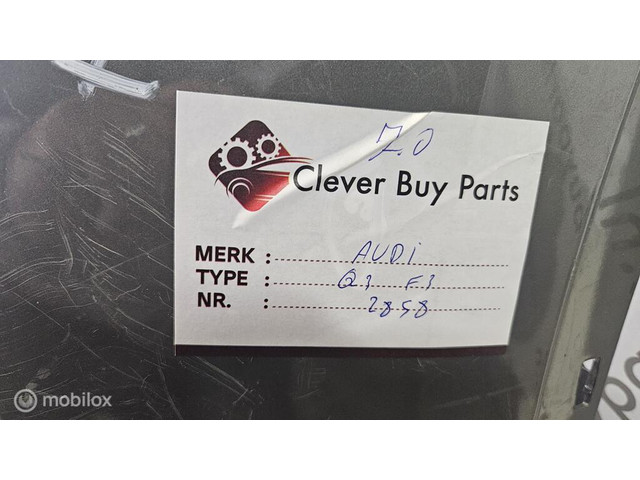 7.0
Clever Buy Parts
MERK : AUDi
TYPE : Q3 F3
NR. : 2858
mobilox